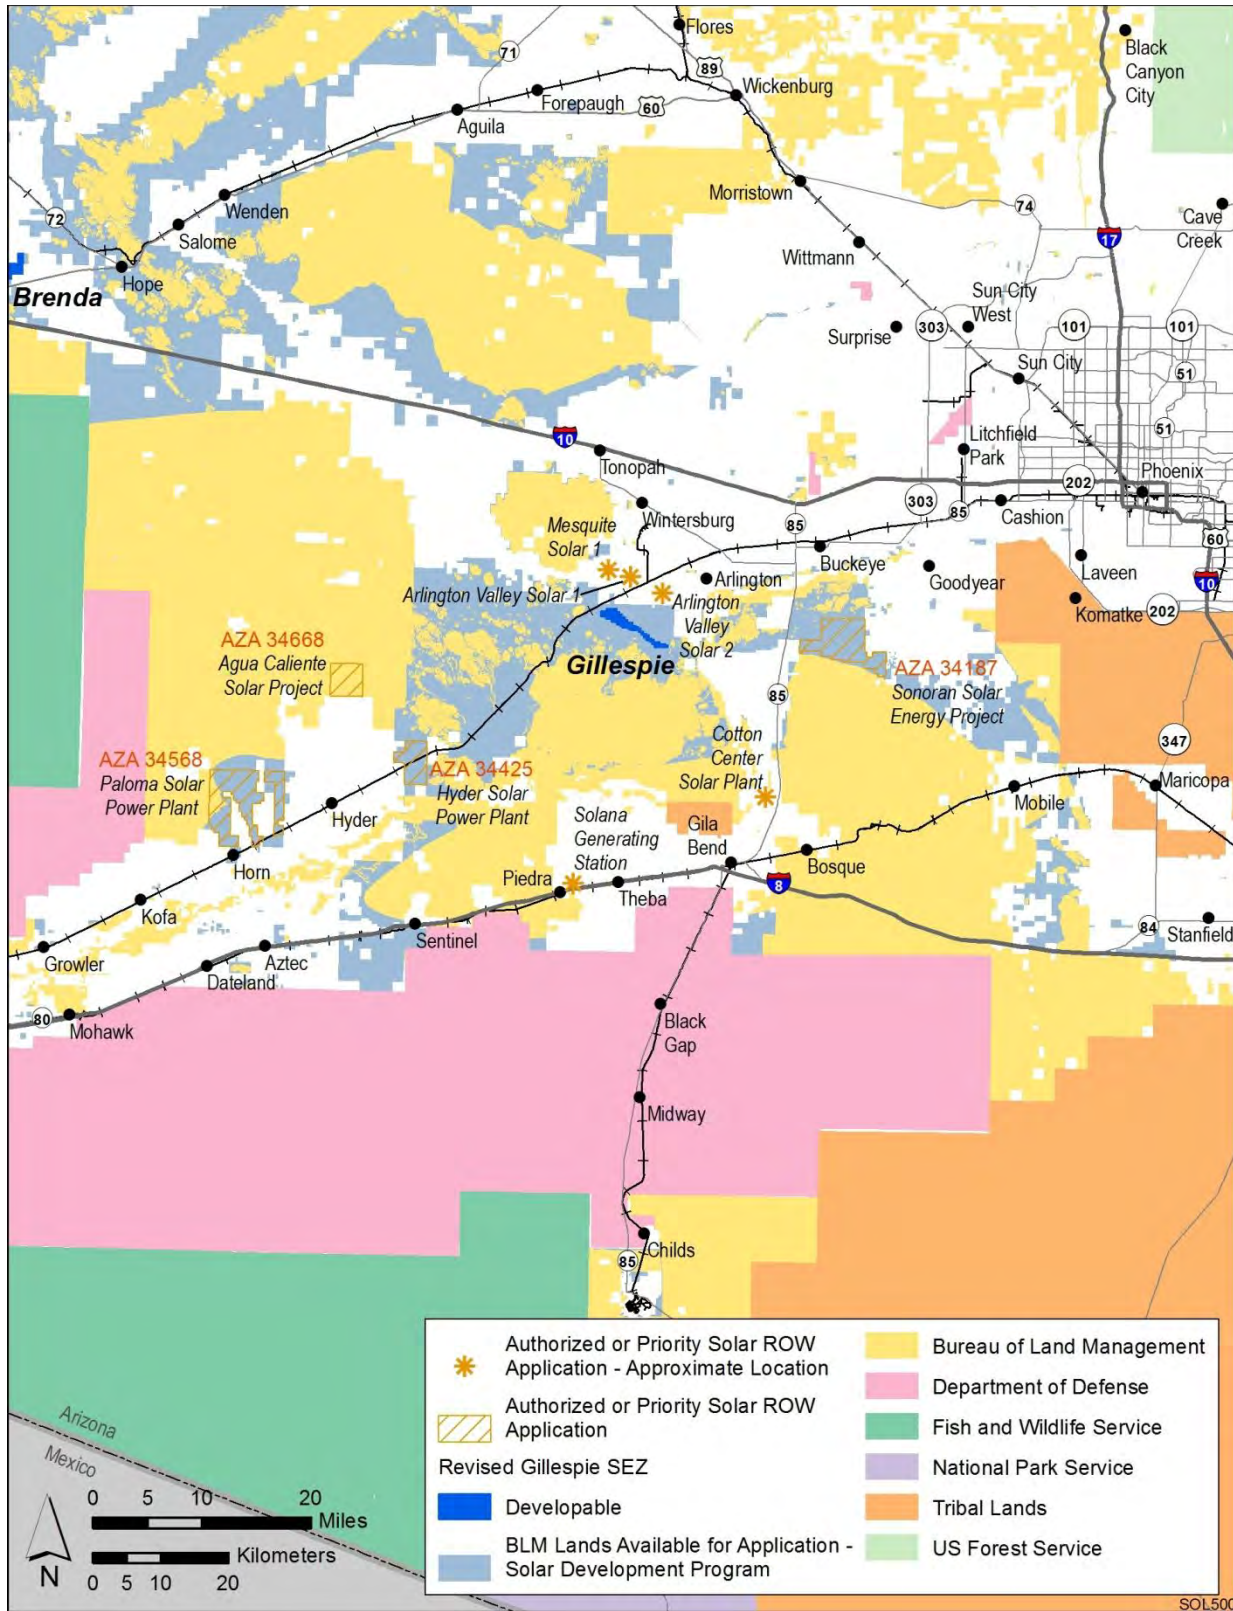 Flores
71
89
Black
Canyon
City
Wickenburg
Forepaugh
60
Aguila
Wenden
Morristown
72
Salome
74
Cave
Creek
17
Wittmann
Hope
Brenda
Sun City
West
303
101
101
Surprise
Sun City
51
51
10
Litchfield
Park
Tonopah
Phoenix
202
303
Wintersburg
85
Cashion
85
60
Mesquite
Solar 1
Buckeye
Laveen
Arlington
Goodyear
10
Arlington Valley Solar 1
Komatke
202
Arlington
Valley
Solar 2
AZA 34668
Agua Caliente
Solar Project
Gillespie
AZA 34187
Sonoran Solar
Energy Project
85
Cotton
Center
Solar Plant
347
AZA 34568
Paloma Solar
Power Plant
AZA 34425
Hyder Solar
Power Plant
Maricopa
Mobile
Hyder
Solana
Generating
Station
Gila
Bend
Horn
Bosque
Piedra
Theba
8
Kofa
Sentinel
84
Stanfield
Growler
Aztec
Dateland
80
Mohawk
Black
Gap
Midway
Childs
85
Arizona
Mexico
0 5 10 20
Miles
Kilometers
0 5 10 20
N
Authorized or Priority Solar ROW
Application - Approximate Location
Authorized or Priority Solar ROW
Application
Revised Gillespie SEZ
Developable
BLM Lands Available for Application -
Solar Development Program
Bureau of Land Management
Department of Defense
Fish and Wildlife Service
National Park Service
Tribal Lands
US Forest Service
SOL500